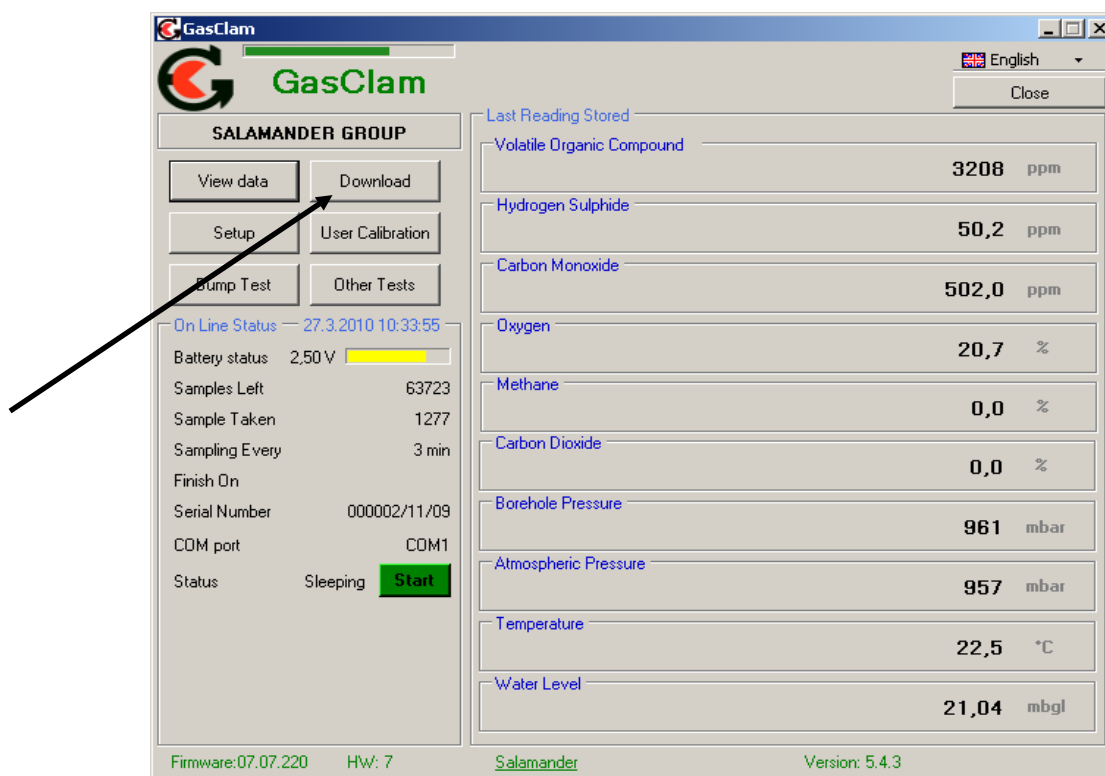 GasClam
English
GasClam
Close
SALAMANDER GROUP
View data
Download
Setup
User Calibration
Bump Test
Other Tests
On Line Status
27.3.2010 10:33:55
Battery status 2,50 V
Samples Left 63723
Sample Taken 1277
Sampling Every 3 min
Finish On
Serial Number 000002/11/09
COM port COM1
Status Sleeping Start
Last Reading Stored
Volatile Organic Compound
3208 ppm
Hydrogen Sulphide
50,2 ppm
Carbon Monoxide
502,0 ppm
Oxygen
20,7 %
Methane
0,0 %
Carbon Dioxide
0,0 %
Borehole Pressure
961 mbar
Atmospheric Pressure
957 mbar
Temperature
22,5 °C
Water Level
21,04 mbgl
Firmware:07.07.220 HW: 7 Salamander Version: 5.4.3